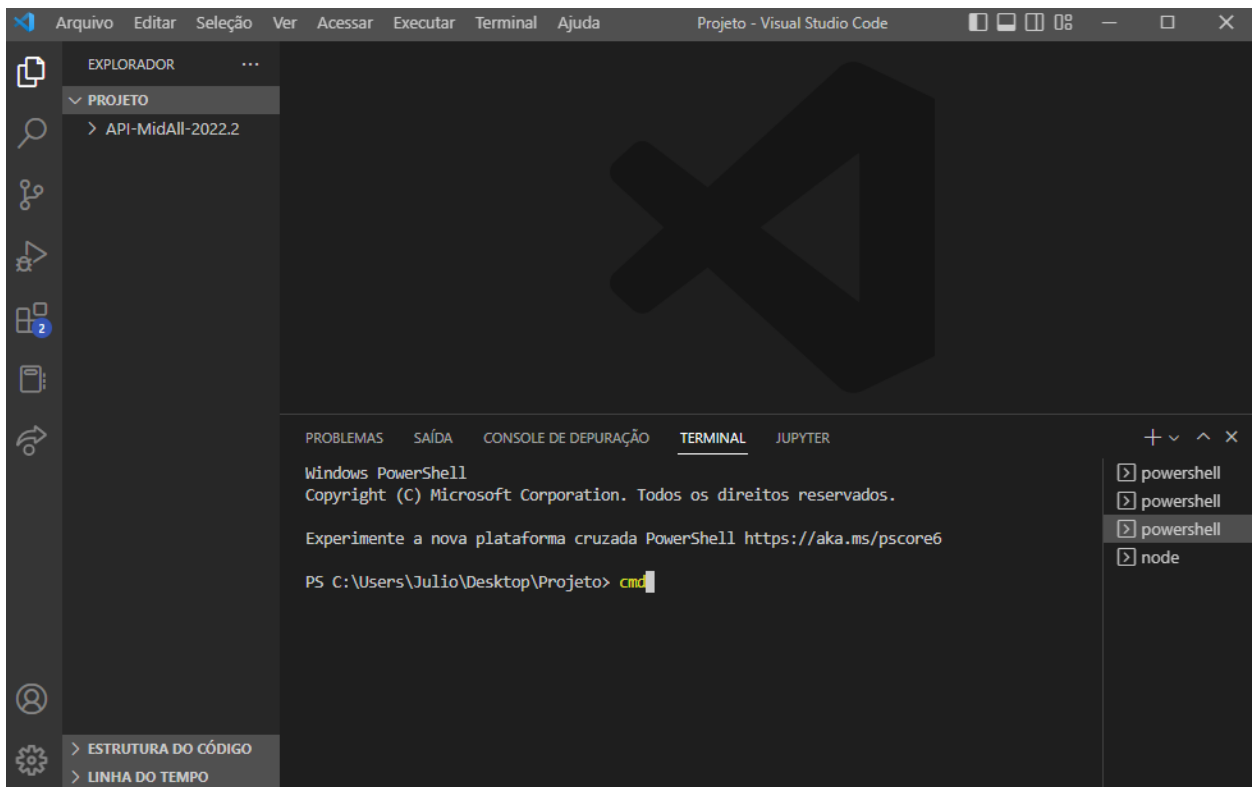 Arquivo Editar Seleção Ver Acessar Executar Terminal Ajuda Projeto - Visual Studio Code
EXPLORADOR ...
PROJETO
API-MidAll-2022.2
2
ESTRUTURA DO CÓDIGO
LINHA DO TEMPO
PROBLEMAS SAÍDA CONSOLE DE DEPURAÇÃO TERMINAL JUPYTER
Windows PowerShell
Copyright (C) Microsoft Corporation. Todos os direitos reservados.
Experimente a nova plataforma cruzada PowerShell https://aka.ms/pscore6
PS C:\Users\Julio\Desktop\Projeto> cmd
powershell
powershell
powershell
node